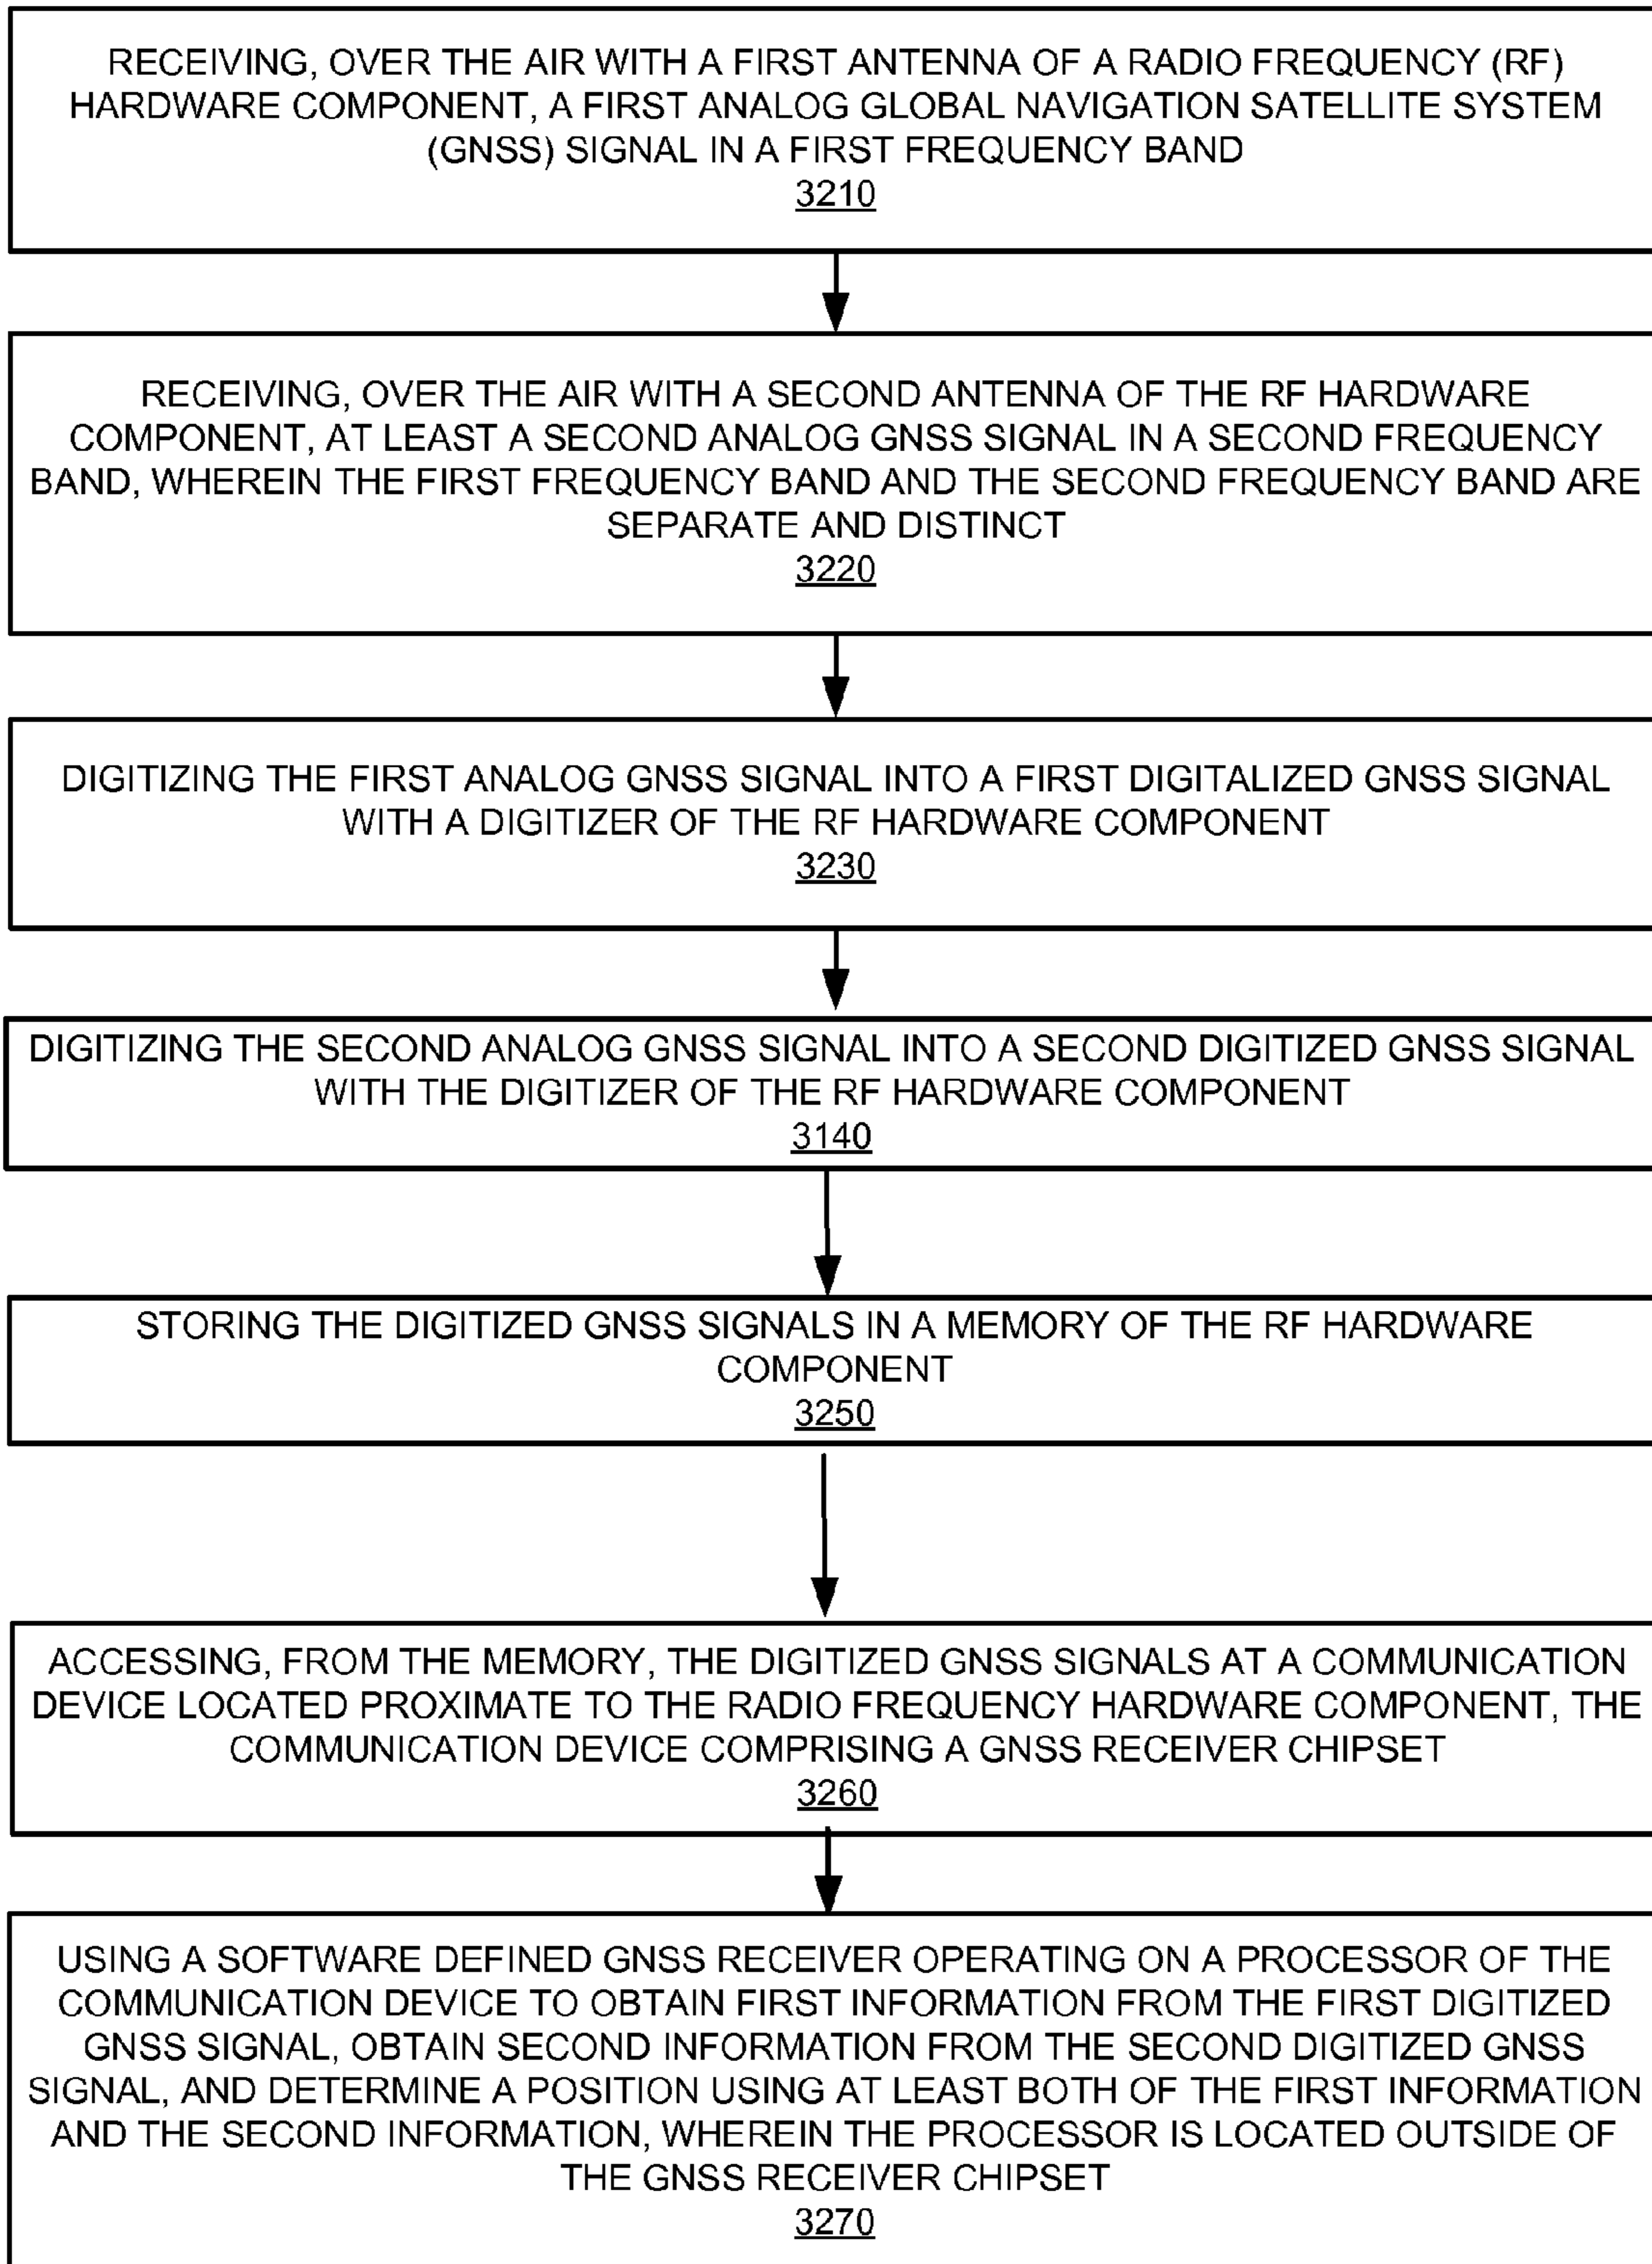 RECEIVING, OVER THE AIR WITH A FIRST ANTENNA OF A RADIO FREQUENCY (RF)
HARDWARE COMPONENT, A FIRST ANALOG GLOBAL NAVIGATION SATELLITE SYSTEM
(GNSS) SIGNAL IN A FIRST FREQUENCY BAND
3210
RECEIVING, OVER THE AIR WITH A SECOND ANTENNA OF THE RF HARDWARE
COMPONENT, AT LEAST A SECOND ANALOG GNSS SIGNAL IN A SECOND FREQUENCY
BAND, WHEREIN THE FIRST FREQUENCY BAND AND THE SECOND FREQUENCY BAND ARE
SEPARATE AND DISTINCT
3220
DIGITIZING THE FIRST ANALOG GNSS SIGNAL INTO A FIRST DIGITALIZED GNSS SIGNAL
WITH A DIGITIZER OF THE RF HARDWARE COMPONENT
3230
DIGITIZING THE SECOND ANALOG GNSS SIGNAL INTO A SECOND DIGITIZED GNSS SIGNAL
WITH THE DIGITIZER OF THE RF HARDWARE COMPONENT
3140
STORING THE DIGITIZED GNSS SIGNALS IN A MEMORY OF THE RF HARDWARE
COMPONENT
3250
ACCESSING, FROM THE MEMORY, THE DIGITIZED GNSS SIGNALS AT A COMMUNICATION
DEVICE LOCATED PROXIMATE TO THE RADIO FREQUENCY HARDWARE COMPONENT, THE
COMMUNICATION DEVICE COMPRISING A GNSS RECEIVER CHIPSET
3260
USING A SOFTWARE DEFINED GNSS RECEIVER OPERATING ON A PROCESSOR OF THE
COMMUNICATION DEVICE TO OBTAIN FIRST INFORMATION FROM THE FIRST DIGITIZED
GNSS SIGNAL, OBTAIN SECOND INFORMATION FROM THE SECOND DIGITIZED GNSS
SIGNAL, AND DETERMINE A POSITION USING AT LEAST BOTH OF THE FIRST INFORMATION
AND THE SECOND INFORMATION, WHEREIN THE PROCESSOR IS LOCATED OUTSIDE OF
THE GNSS RECEIVER CHIPSET
3270